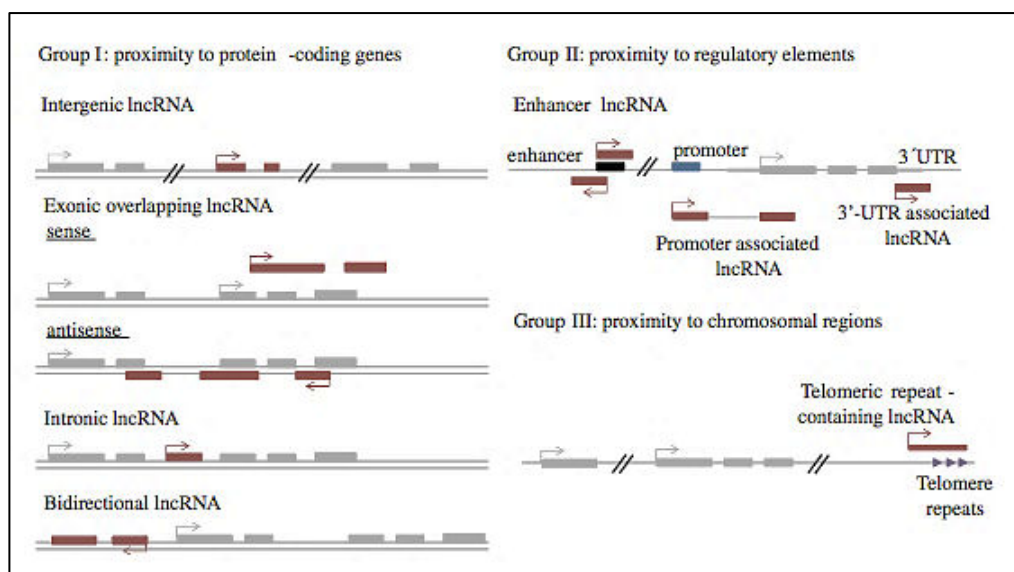 Group I: proximity to protein -coding genes
Intergenic lncRNA
Exonic overlapping lncRNA
sense
antisense
Intronic lncRNA
Bidirectional lncRNA
Group II: proximity to regulatory elements
Enhancer lncRNA
enhancer
promoter
3´UTR
Promoter associated
lncRNA
3'-UTR associated
lncRNA
Group III: proximity to chromosomal regions
Telomeric repeat -
containing lncRNA
Telomere
repeats